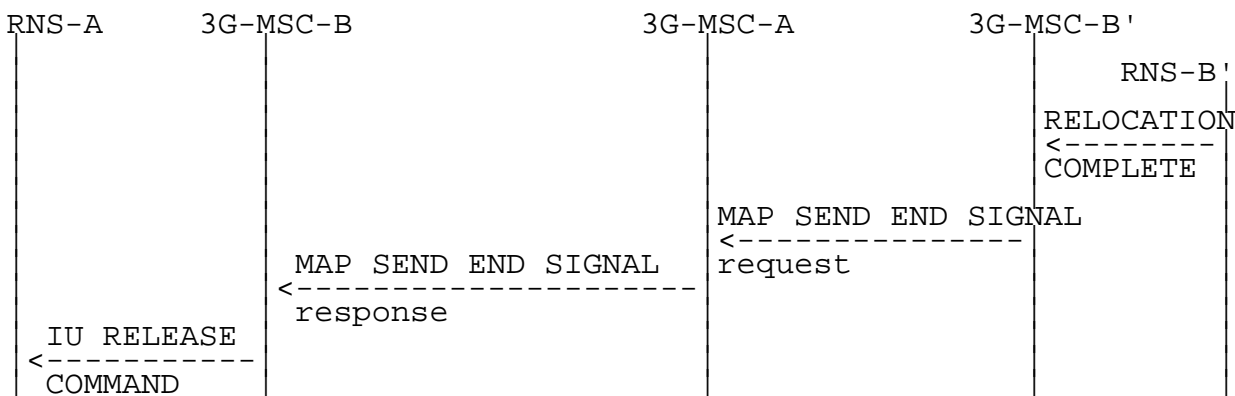 RNS-A 3G-MSC-B 3G-MSC-A 3G-MSC-B'
RNS-B'
RELOCATION
COMPLETE
MAP SEND END SIGNAL
request
MAP SEND END SIGNAL
response
IU RELEASE
COMMAND